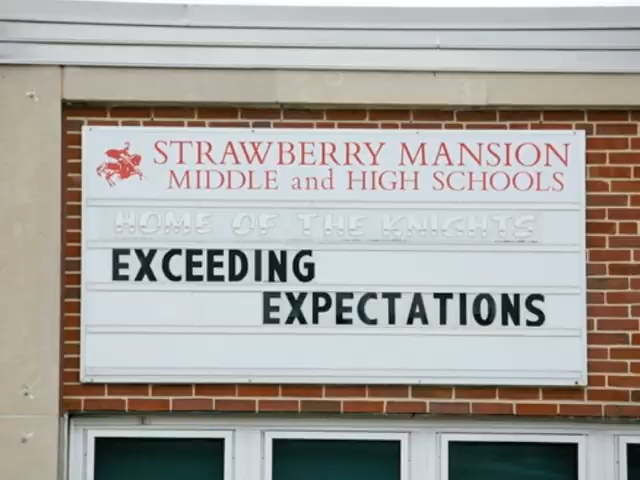 STRAWBERRY MANSION
MIDDLE and HIGH SCHOOLS
HOME OF THE KNIGHTS
EXCEEDING
EXPECTATIONS